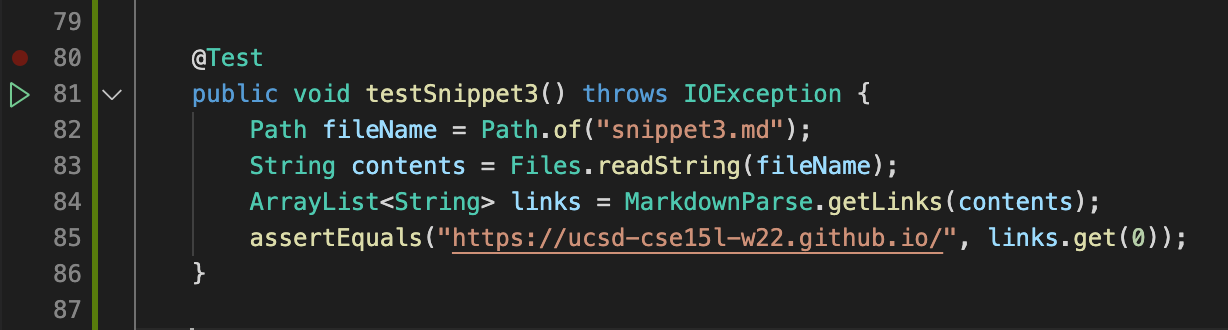 79
80 @Test
81 public void testSnippet3() throws IOException {
82 Path fileName = Path.of("snippet3.md");
83 String contents = Files.readString(fileName);
84 ArrayList<String> links = MarkdownParse.getLinks(contents);
85 assertEquals("https://ucsd-cse15l-w22.github.io/", links.get(0));
86 }
87